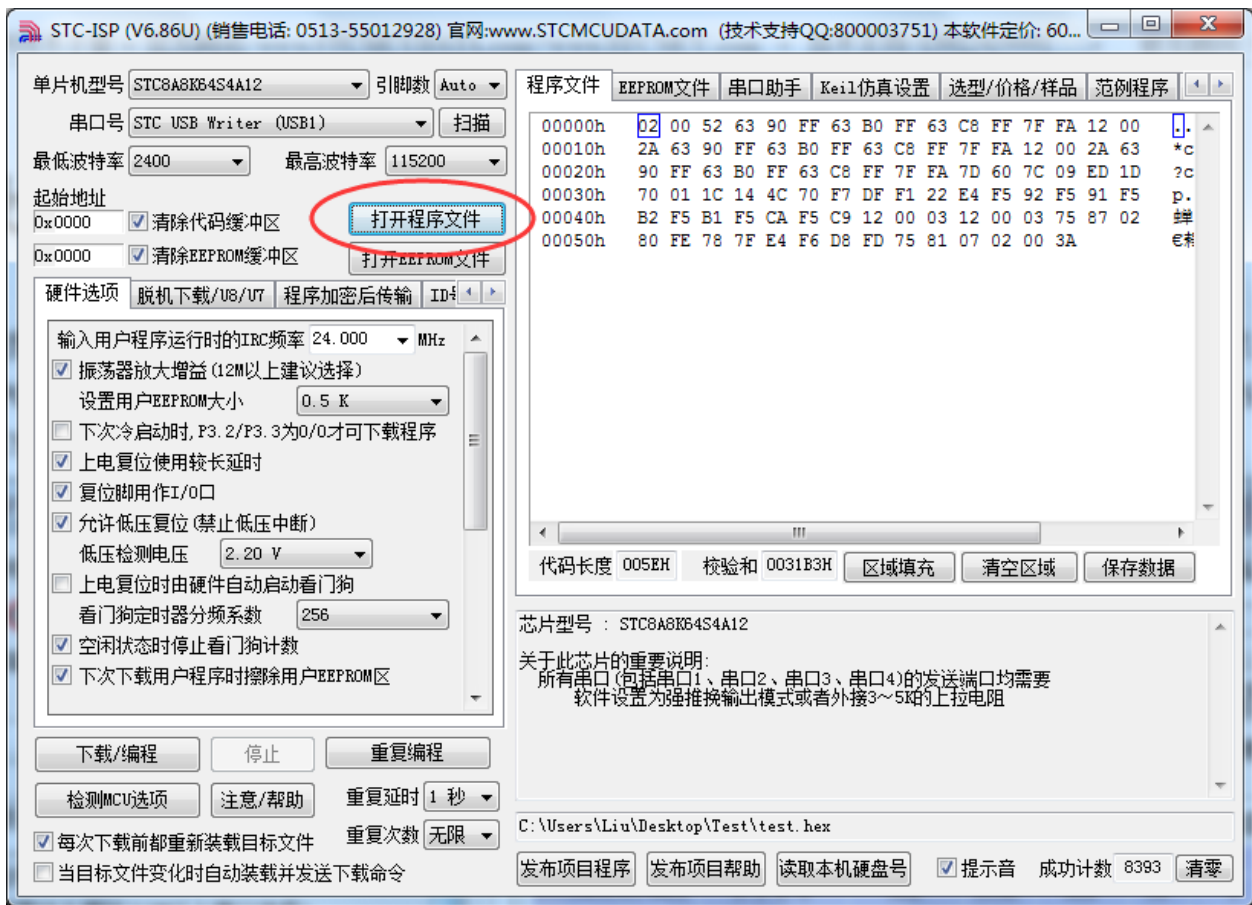 STC-ISP (V6.86U) (销售电话: 0513-55012928) 官网:www.STCMCUDATA.com (技术支持QQ:800003751) 本软件定价: 60...
单片机型号 STC8A8K64S4A12 引脚数 Auto
串口号 STC USB Writer (USB1) 扫描
最低波特率 2400 最高波特率 115200
起始地址
0x0000 清除代码缓冲区 打开程序文件
0x0000 清除EEPROM缓冲区 打开EEPROM文件
硬件选项 脱机下载/U8/U7 程序加密后传输
输入用户程序运行时的IRC频率 24.000 MHz
振荡器放大增益(12M以上建议选择)
设置用户EEPROM大小 0.5 K
下次冷启动时,P3.2/P3.3为0/0才可下载程序
上电复位使用较长延时
复位脚用作I/O口
允许低压复位(禁止低压中断)
低压检测电压 2.20 V
上电复位时由硬件自动启动看门狗
看门狗定时器分频系数 256
空闲状态时停止看门狗计数
下次下载用户程序时擦除用户EEPROM区
下载/编程 停止 重复编程
检测MCU选项 注意/帮助 重复延时 1 秒
每次下载前都重新装载目标文件 重复次数 无限
当目标文件变化时自动装载并发送下载命令
程序文件 EEPROM文件 串口助手 Keil仿真设置 选型/价格/样品 范例程序
00000h 02 00 52 63 90 FF 63 B0 FF 63 C8 FF 7F FA 12 00 ..
00010h 2A 63 90 FF 63 B0 FF 63 C8 FF 7F FA 12 00 2A 63 *c
00020h 90 FF 63 B0 FF 63 C8 FF 7F FA 7D 60 7C 09 ED 1D ?c
00030h 70 01 1C 14 4C 70 F7 DF F1 22 E4 F5 92 F5 91 F5 p.
00040h B2 F5 B1 F5 CA F5 C9 12 00 03 12 00 03 75 87 02
00050h 80 FE 78 7F E4 F6 D8 FD 75 81 07 02 00 3A
代码长度 005EH 校验和 0031B3H 区域填充 清空区域 保存数据
芯片型号 : STC8A8K64S4A12
关于此芯片的重要说明:
所有串口(包括串口1、串口2、串口3、串口4)的发送端口均需要
软件设置为强推挽输出模式或者外接3~5K的上拉电阻
C:\Users\Liu\Desktop\Test\test.hex
发布项目程序 发布项目帮助 读取本机硬盘号 提示音 成功计数 8393 清零